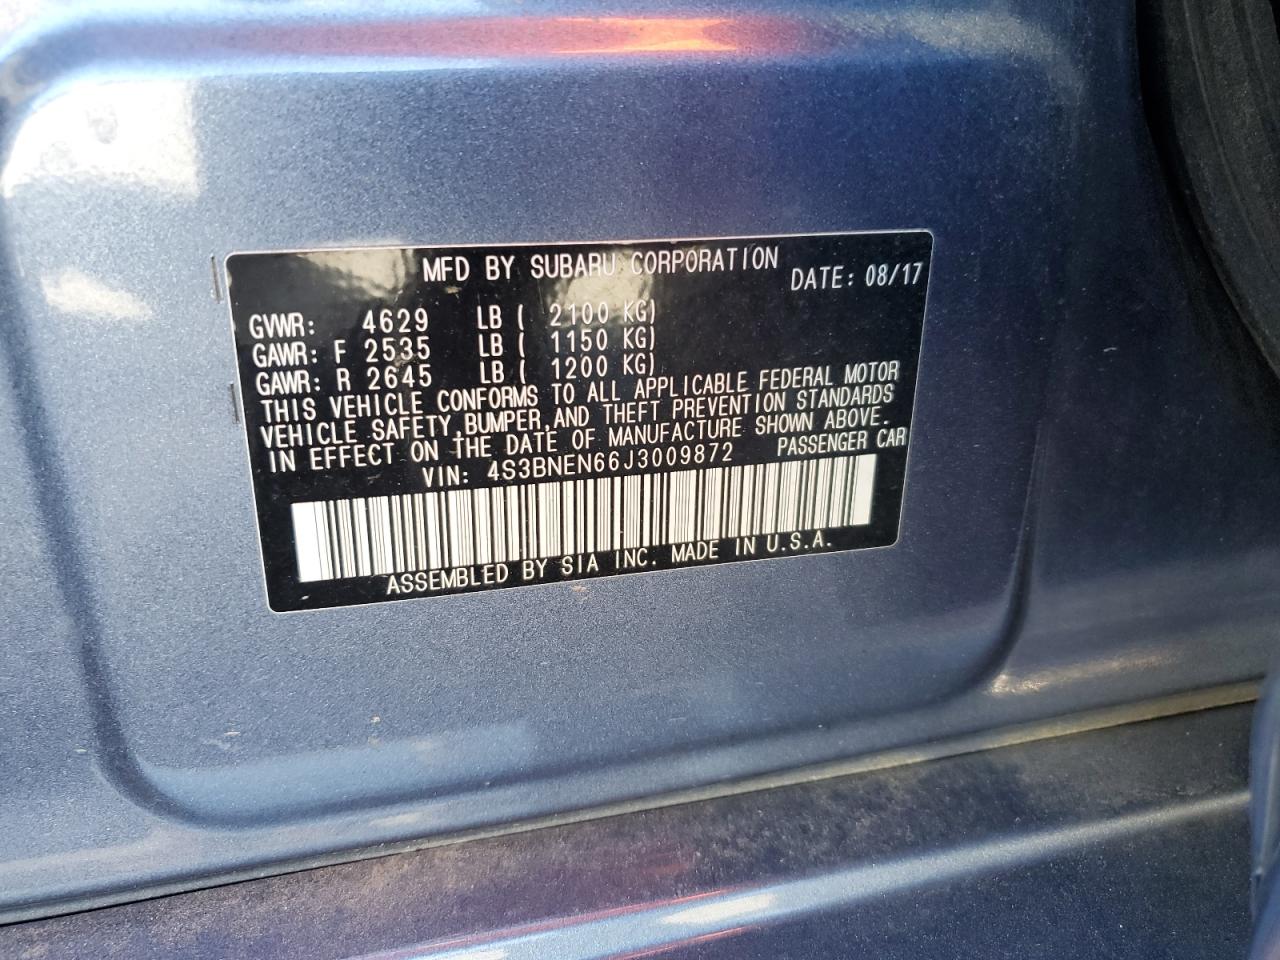 MFD BY SUBARU CORPORATION
DATE: 08/17
GVWR: 4629 LB ( 2100 KG)
GAWR: F 2535 LB ( 1150 KG)
GAWR: R 2645 LB ( 1200 KG)
THIS VEHICLE CONFORMS TO ALL APPLICABLE FEDERAL MOTOR
VEHICLE SAFETY,BUMPER,AND THEFT PREVENTION STANDARDS
IN EFFECT ON THE DATE OF MANUFACTURE SHOWN ABOVE.
VIN: 4S3BNEN66J3009872 PASSENGER CAR
ASSEMBLED BY SIA INC. MADE IN U.S.A.